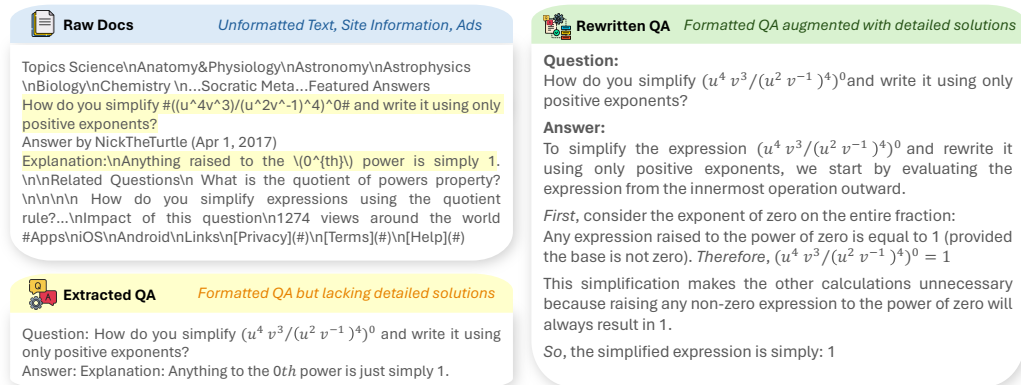 Raw Docs
Unformatted Text, Site Information, Ads
Topics Science\nAnatomy&Physiology\nAstronomy\nAstrophysics
\nBiology\nChemistry \n...Socratic Meta...Featured Answers
How do you simplify #((u^4v^3)/(u^2v^-1)^4)^0# and write it using only
positive exponents?
Answer by NickTheTurtle (Apr 1, 2017)
Explanation:\nAnything raised to the \(0^{th}\) power is simply 1.
\n\nRelated Questions\n What is the quotient of powers property?
\n\n\n\n How do you simplify expressions using the quotient
rule?...\nImpact of this question\n1274 views around the world
#Apps\niOS\nAndroid\nLinks\n[Privacy](#)\n[Terms](#)\n[Help](#)
Q
A
Extracted QA
Formatted QA but lacking detailed solutions
Question: How do you simplify (u⁴ v³/(u² v⁻¹ )⁴)⁰ and write it using
only positive exponents?
Answer: Explanation: Anything to the 0th power is just simply 1.
Rewritten QA
Formatted QA augmented with detailed solutions
Question:
How do you simplify (u⁴ v³/(u² v⁻¹ )⁴)⁰and write it using only
positive exponents?
Answer:
To simplify the expression (u⁴ v³/(u² v⁻¹ )⁴)⁰ and rewrite it
using only positive exponents, we start by evaluating the
expression from the innermost operation outward.
First, consider the exponent of zero on the entire fraction:
Any expression raised to the power of zero is equal to 1 (provided
the base is not zero). Therefore, (u⁴ v³/(u² v⁻¹ )⁴)⁰ = 1
This simplification makes the other calculations unnecessary
because raising any non-zero expression to the power of zero will
always result in 1.
So, the simplified expression is simply: 1